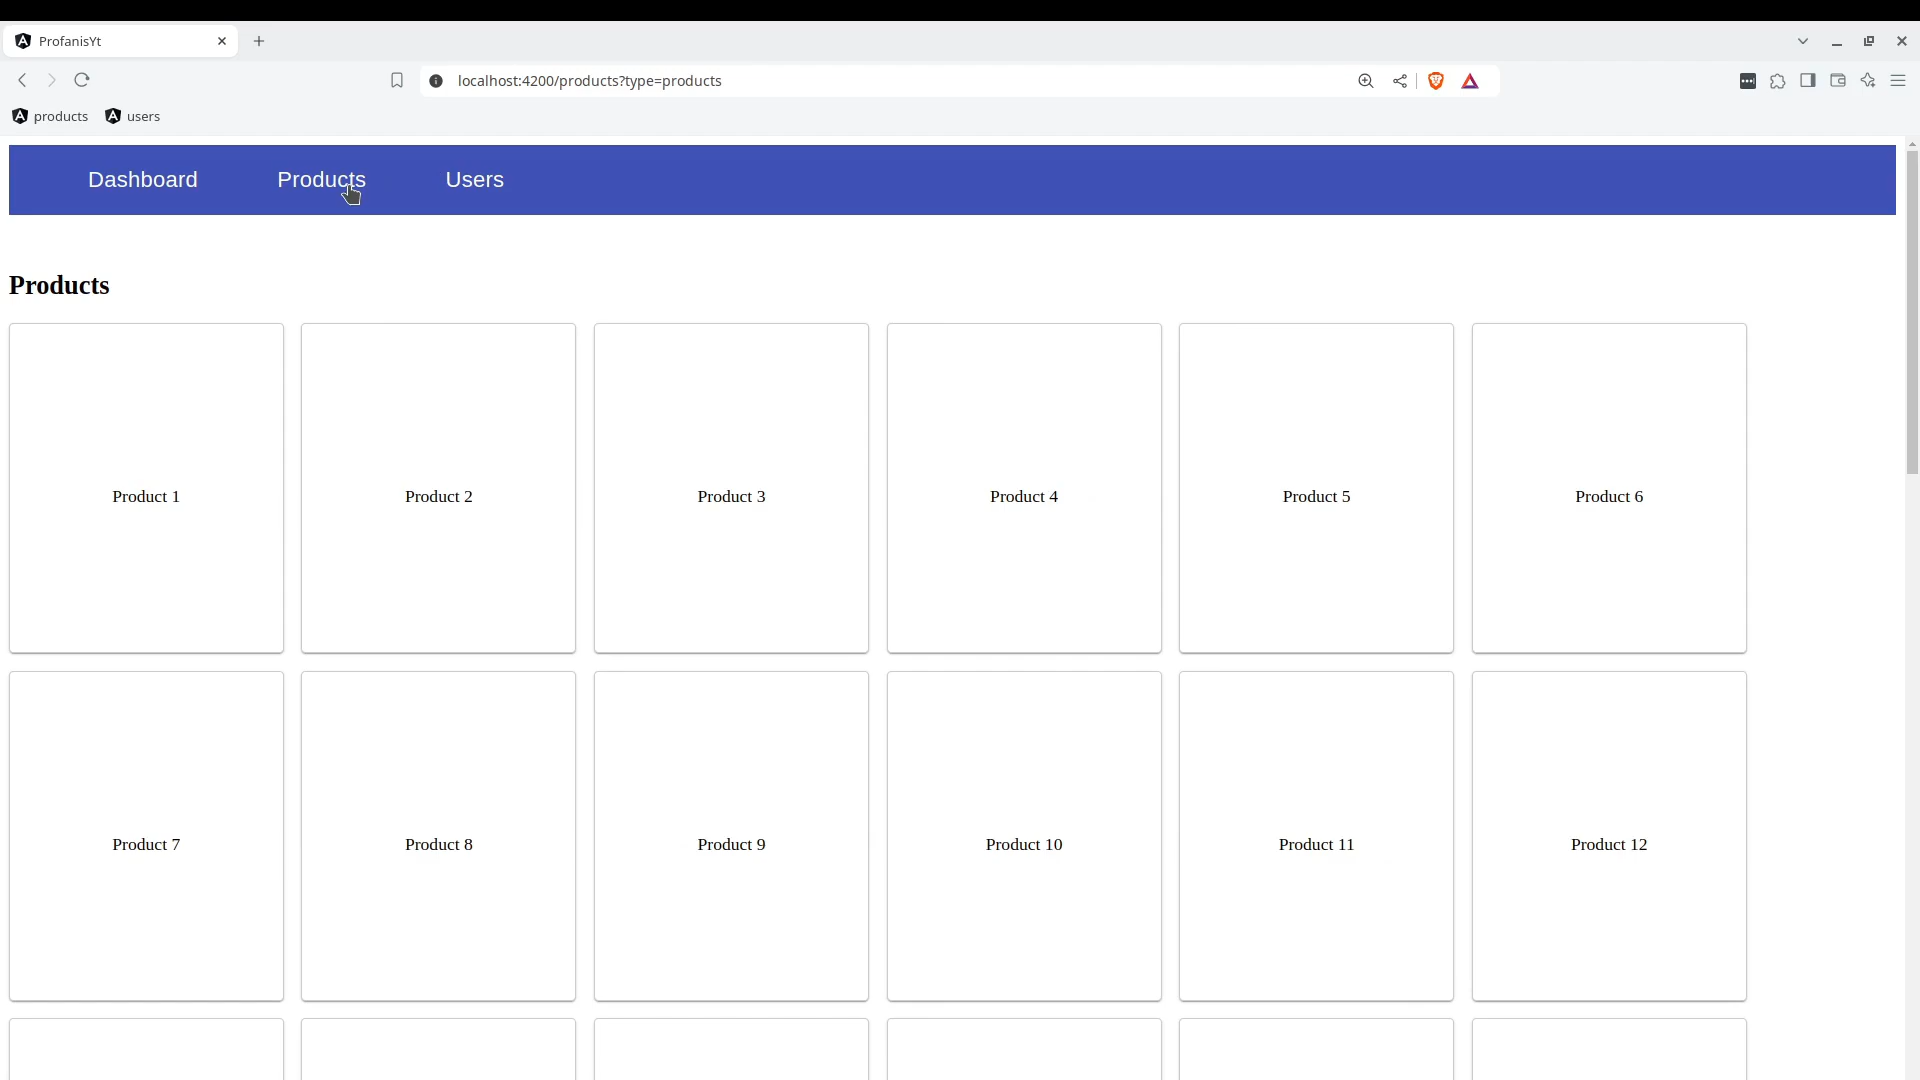 ProfanisYt
localhost:4200/products?type=products
products users
Dashboard Products Users
Products
Product 1 Product 2 Product 3 Product 4 Product 5 Product 6
Product 7 Product 8 Product 9 Product 10 Product 11 Product 12